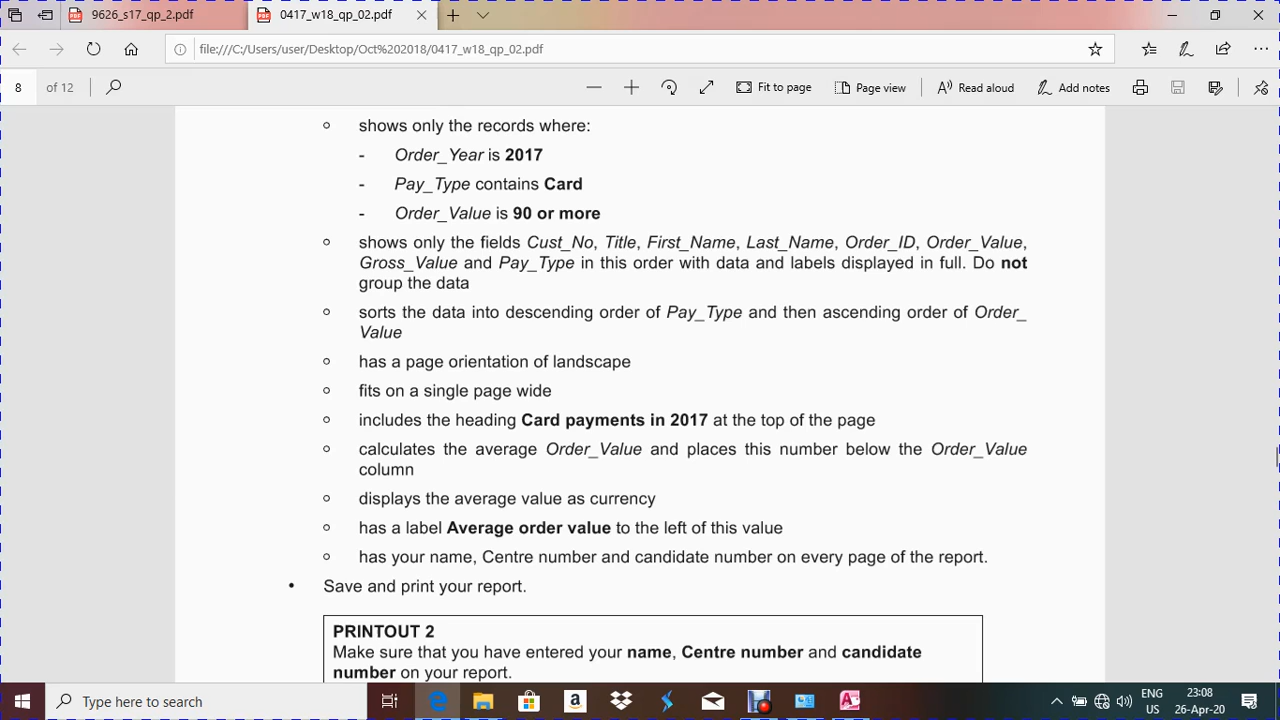 9626_s17_qp_2.pdf
0417_w18_qp_02.pdf
file:///C:/Users/user/Desktop/Oct%202018/0417_w18_qp_02.pdf
8 of 12
Fit to page
Page view
Read aloud
Add notes
shows only the records where:
- Order_Year is 2017
- Pay_Type contains Card
- Order_Value is 90 or more
shows only the fields Cust_No, Title, First_Name, Last_Name, Order_ID, Order_Value,
Gross_Value and Pay_Type in this order with data and labels displayed in full. Do not
group the data
sorts the data into descending order of Pay_Type and then ascending order of Order_
Value
has a page orientation of landscape
fits on a single page wide
includes the heading Card payments in 2017 at the top of the page
calculates the average Order_Value and places this number below the Order_Value
column
displays the average value as currency
has a label Average order value to the left of this value
has your name, Centre number and candidate number on every page of the report.
• Save and print your report.
PRINTOUT 2
Make sure that you have entered your name, Centre number and candidate
number on your report.
Type here to search
ENG
US
23:08
26-Apr-20